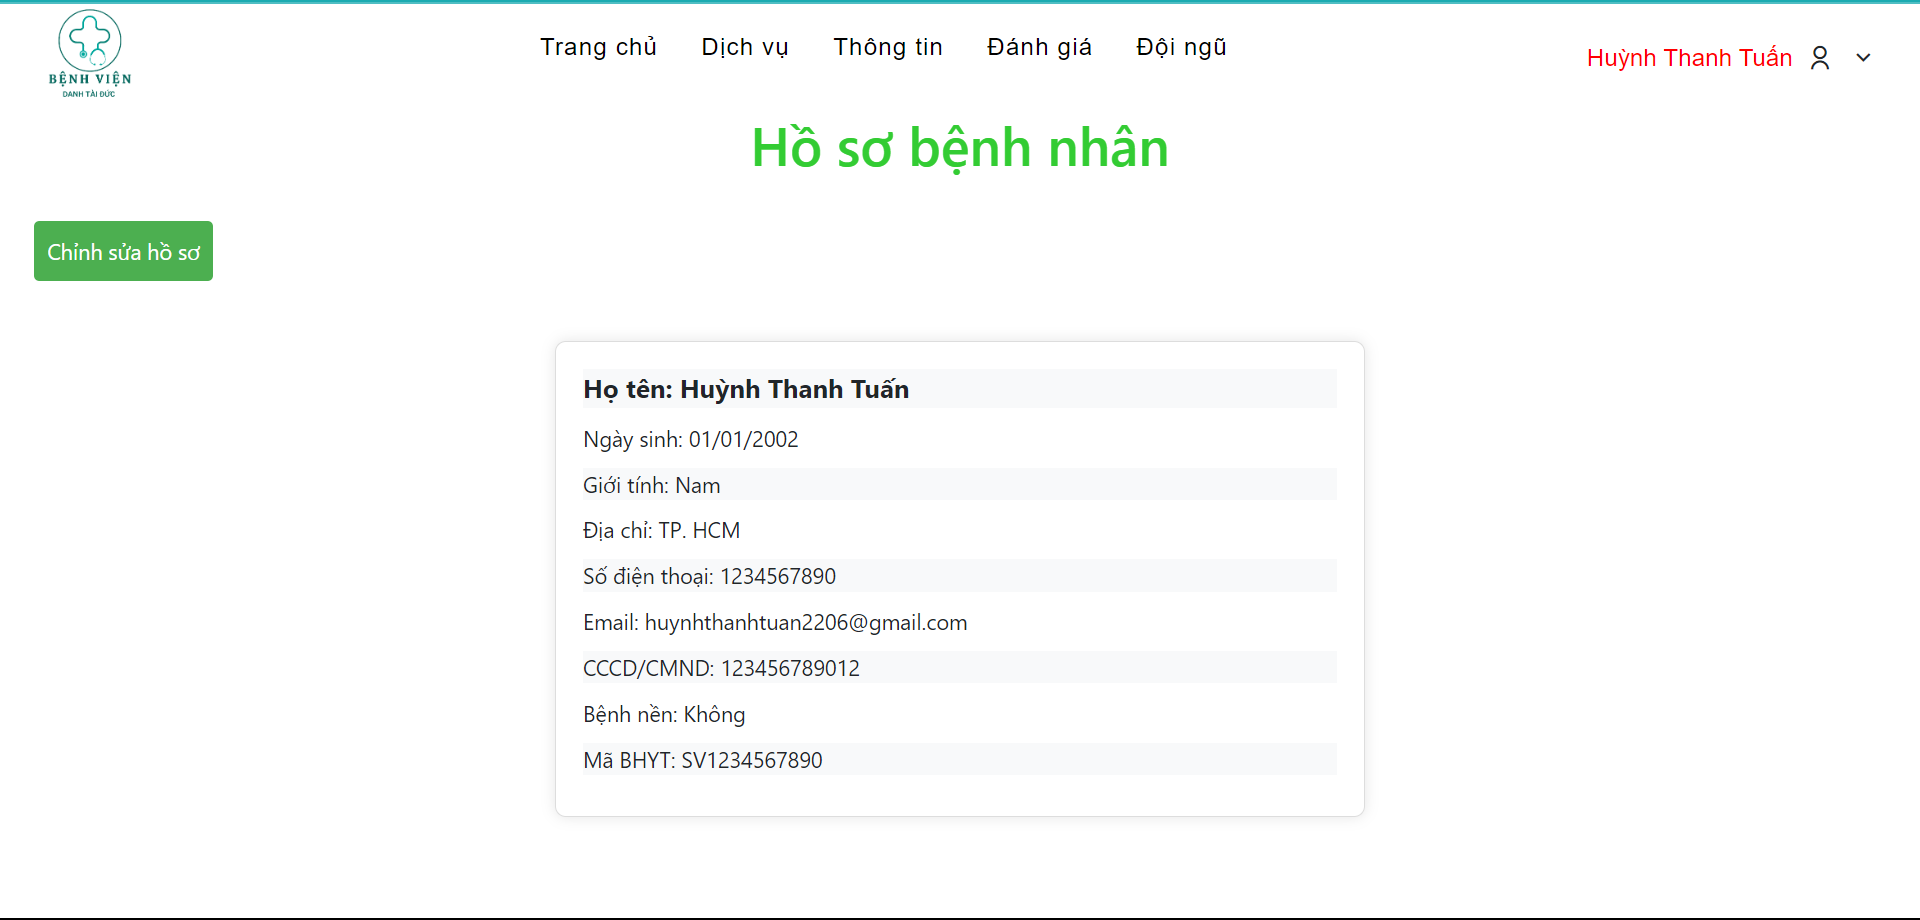 BỆNH VIỆN
DANH TÀI ĐỨC
Trang chủ Dịch vụ Thông tin Đánh giá Đội ngũ
Huỳnh Thanh Tuấn
Hồ sơ bệnh nhân
Chỉnh sửa hồ sơ
Họ tên: Huỳnh Thanh Tuấn
Ngày sinh: 01/01/2002
Giới tính: Nam
Địa chỉ: TP. HCM
Số điện thoại: 1234567890
Email: huynhthanhtuan2206@gmail.com
CCCD/CMND: 123456789012
Bệnh nền: Không
Mã BHYT: SV1234567890